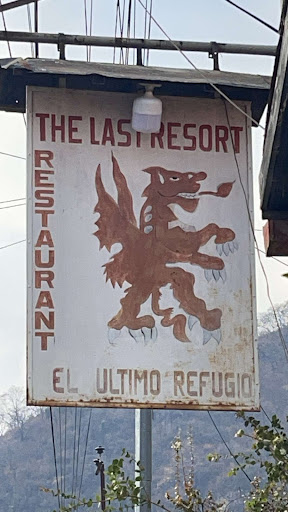 THE LAST RESORT
RESTAURANT
EL ULTIMO REFUGIO